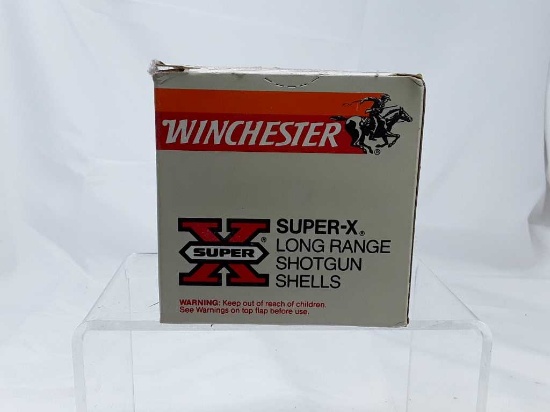 WINCHESTER
®
SUPER-X®
LONG RANGE
SHOTGUN
SHELLS
X SUPER ®
WARNING: Keep out of reach of children.
See Warnings on top flap before use.